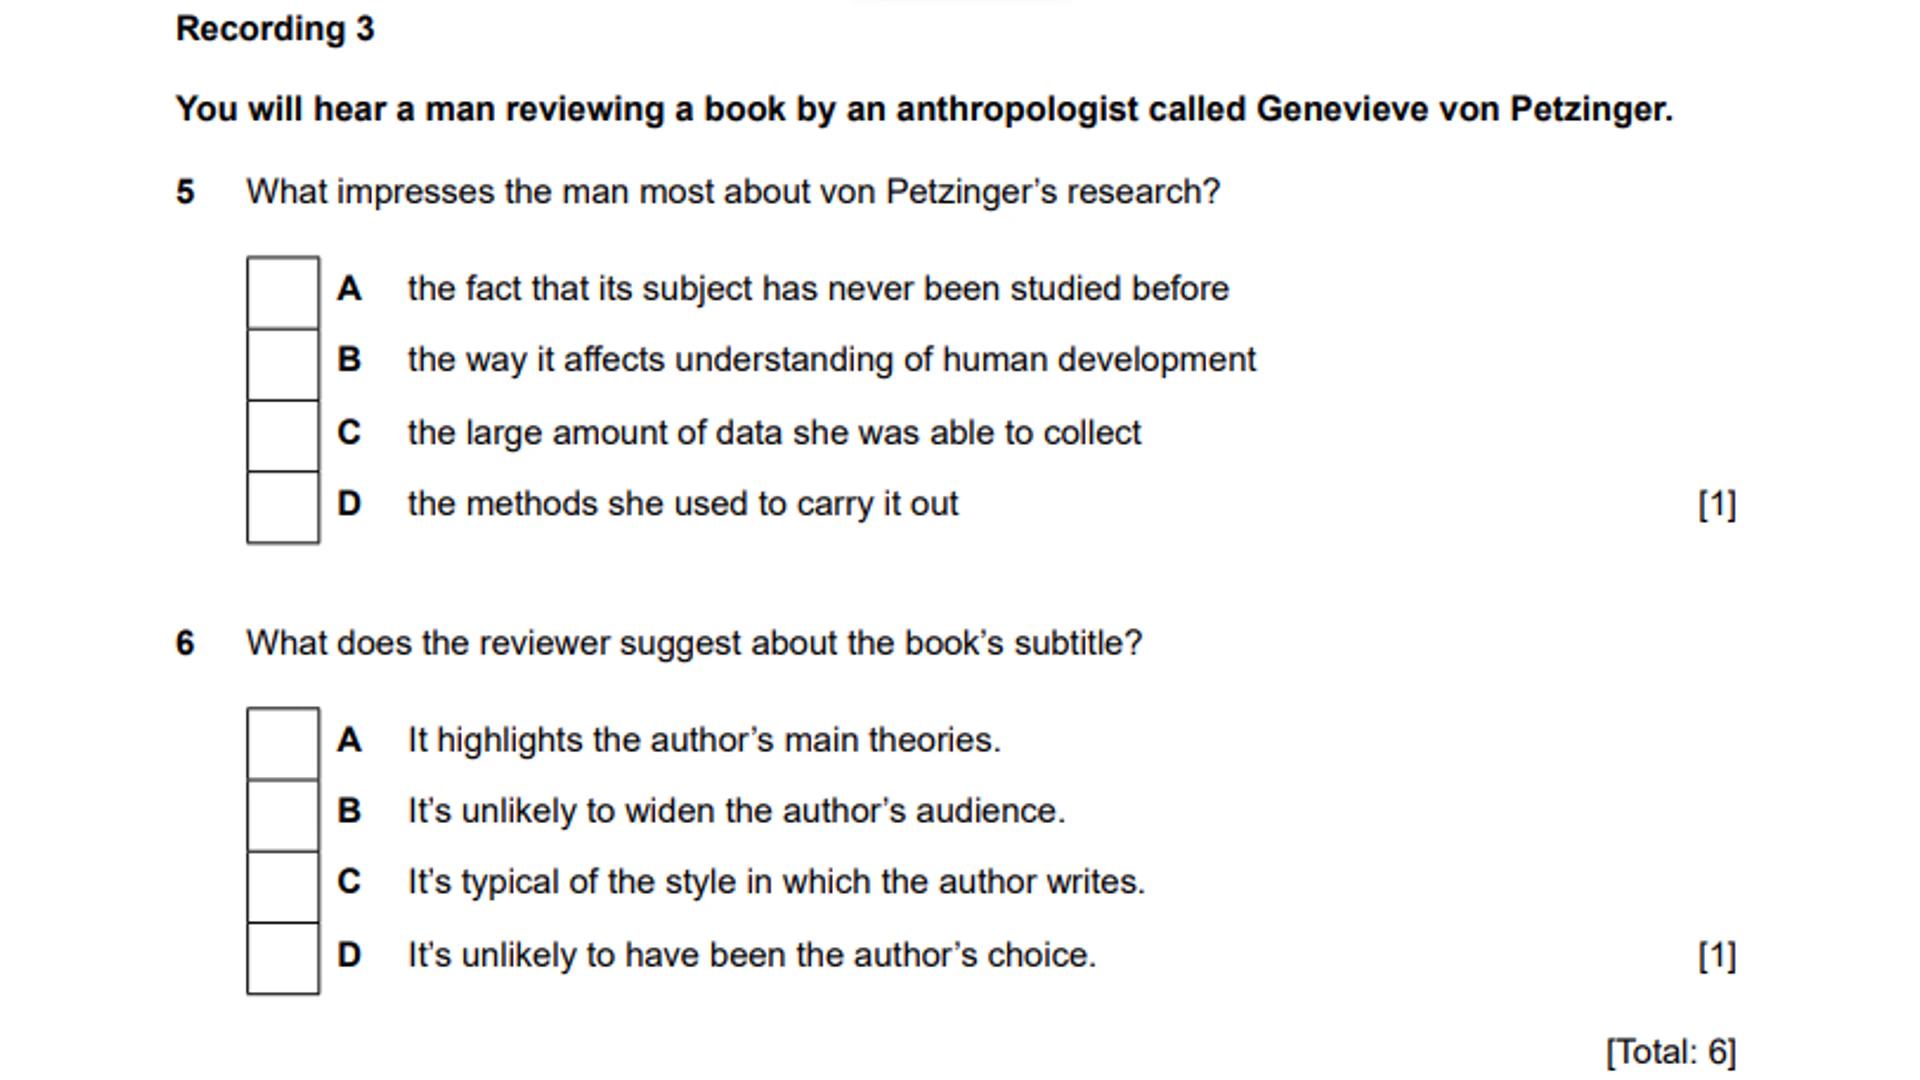 Recording 3
You will hear a man reviewing a book by an anthropologist called Genevieve von Petzinger.
5 What impresses the man most about von Petzinger’s research?
A the fact that its subject has never been studied before
B the way it affects understanding of human development
C the large amount of data she was able to collect
D the methods she used to carry it out [1]
6 What does the reviewer suggest about the book’s subtitle?
A It highlights the author’s main theories.
B It’s unlikely to widen the author’s audience.
C It’s typical of the style in which the author writes.
D It’s unlikely to have been the author’s choice. [1]
[Total: 6]